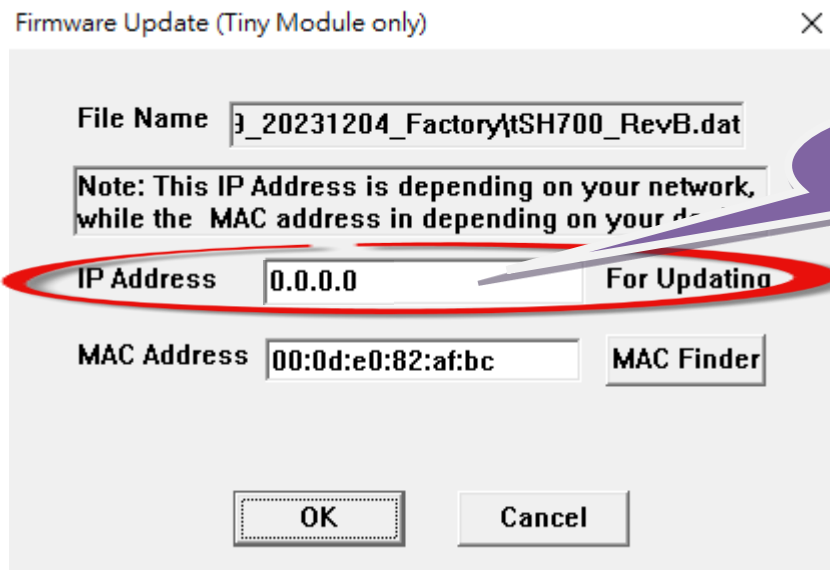 Firmware Update (Tiny Module only)
File Name
_20231204_Factory\tSH700_RevB.dat
Note: This IP Address is depending on your network,
while the MAC address in depending on your
IP Address 0.0.0.0 For Updating
MAC Address 00:0d:e0:82:af:bc MAC Finder
OK Cancel